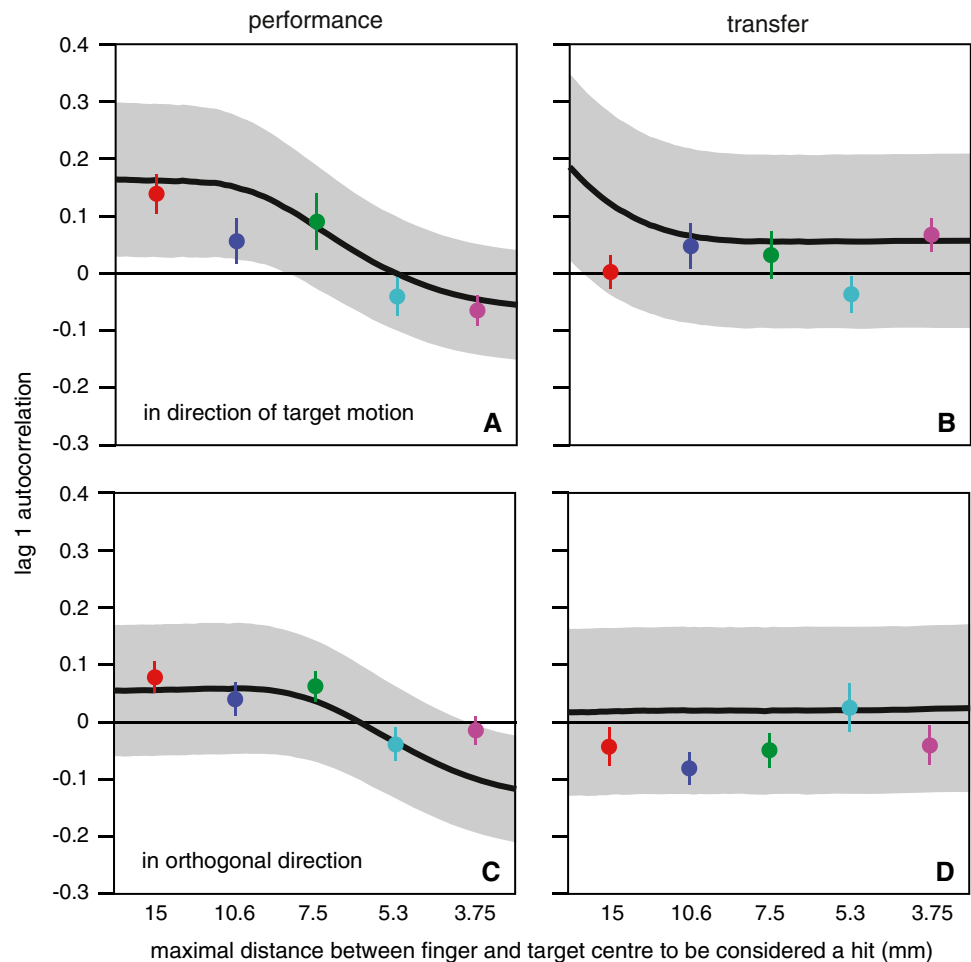 performance
transfer
0.4
0.3
0.2
0.1
0
-0.1
-0.2
-0.3
in direction of target motion
A
B
lag 1 autocorrelation
0.4
0.3
0.2
0.1
0
-0.1
-0.2
-0.3
in orthogonal direction
C
D
15 10.6 7.5 5.3 3.75
15 10.6 7.5 5.3 3.75
maximal distance between finger and target centre to be considered a hit (mm)